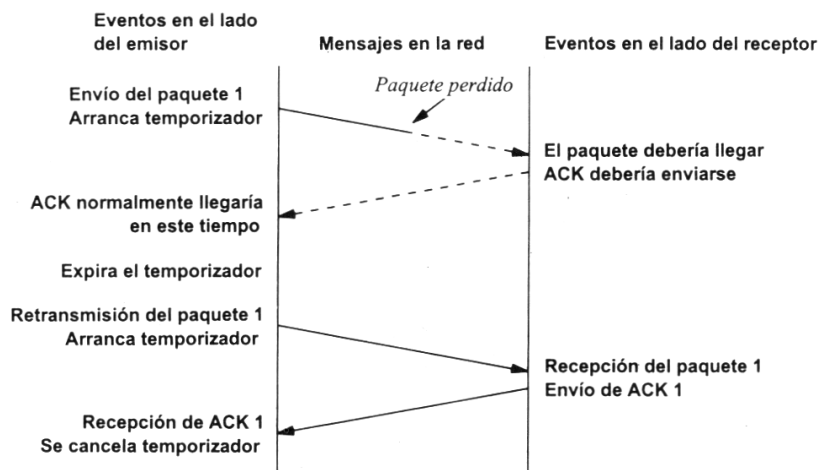 Eventos en el lado
del emisor
Mensajes en la red
Eventos en el lado del receptor
Paquete perdido
Envío del paquete 1
Arranca temporizador
El paquete debería llegar
ACK debería enviarse
ACK normalmente llegaría
en este tiempo
Expira el temporizador
Retransmisión del paquete 1
Arranca temporizador
Recepción del paquete 1
Envío de ACK 1
Recepción de ACK 1
Se cancela temporizador